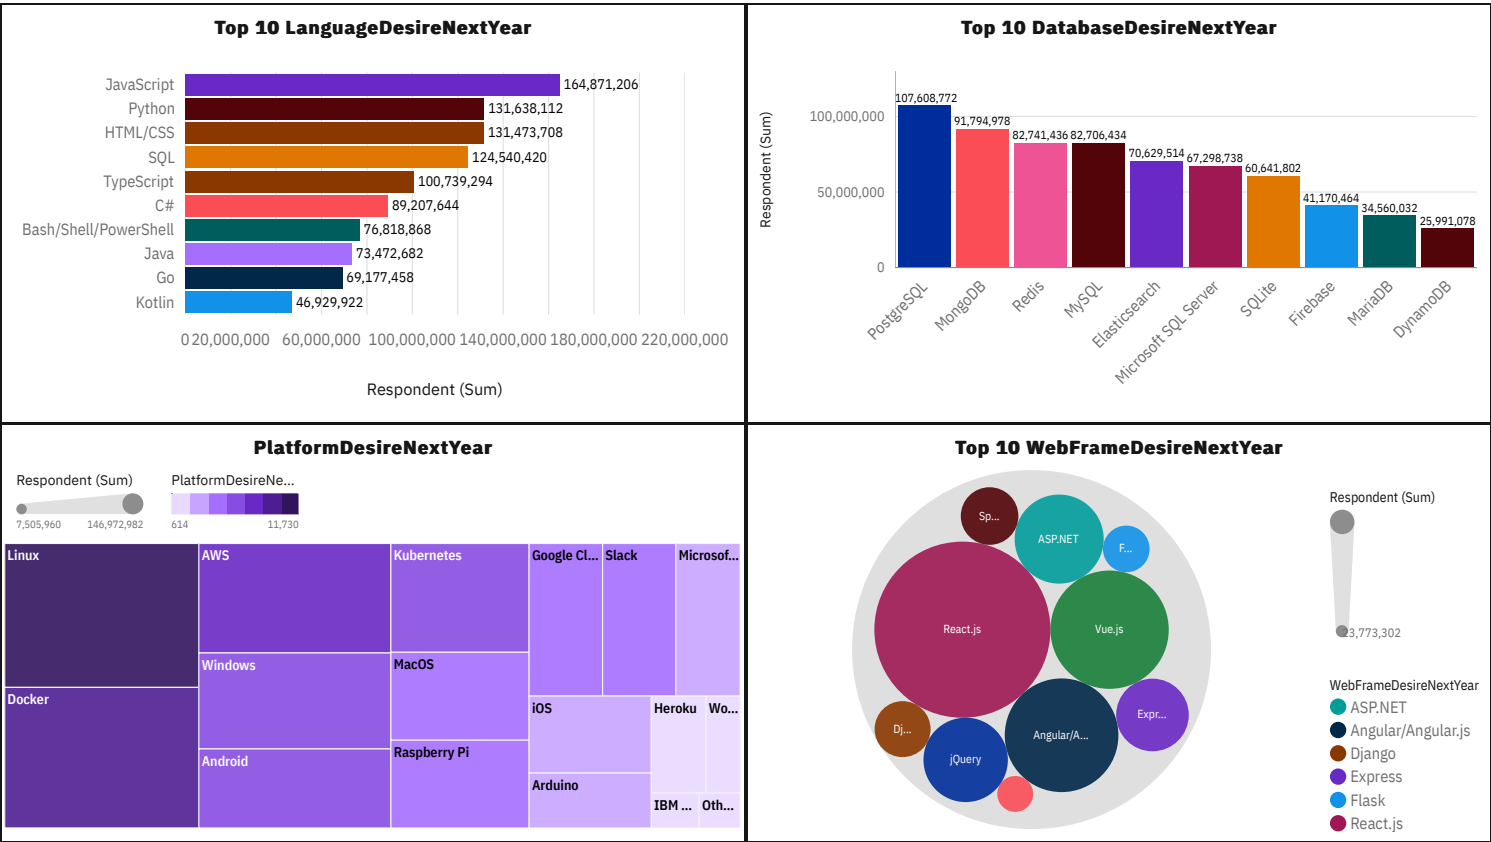 Top 10 LanguageDesireNextYear
JavaScript 164,871,206
Python 131,638,112
HTML/CSS 131,473,708
SQL 124,540,420
TypeScript 100,739,294
C# 89,207,644
Bash/Shell/PowerShell 76,818,868
Java 73,472,682
Go 69,177,458
Kotlin 46,929,922
0 20,000,000 60,000,000 100,000,000 140,000,000 180,000,000 220,000,000
Respondent (Sum)
Top 10 DatabaseDesireNextYear
Respondent (Sum)
100,000,000
50,000,000
0
107,608,772
91,794,978
82,741,436
82,706,434
70,629,514
67,298,738
60,641,802
41,170,464
34,560,032
25,991,078
PostgreSQL
MongoDB
Redis
MySQL
Elasticsearch
Microsoft SQL Server
SQLite
Firebase
MariaDB
DynamoDB
PlatformDesireNextYear
Respondent (Sum)
7,505,960 146,972,982
PlatformDesireNe...
614 11,730
Linux
AWS
Kubernetes
Google Cl...
Slack
Microsof...
Windows
MacOS
Docker
iOS
Heroku
Wo...
Android
Raspberry Pi
Arduino
IBM ...
Oth...
Top 10 WebFrameDesireNextYear
Sp...
ASP.NET
F...
React.js
Vue.js
Expr...
Dj...
Angular/A...
jQuery
Respondent (Sum)
23,773,302
WebFrameDesireNextYear
ASP.NET
Angular/Angular.js
Django
Express
Flask
React.js